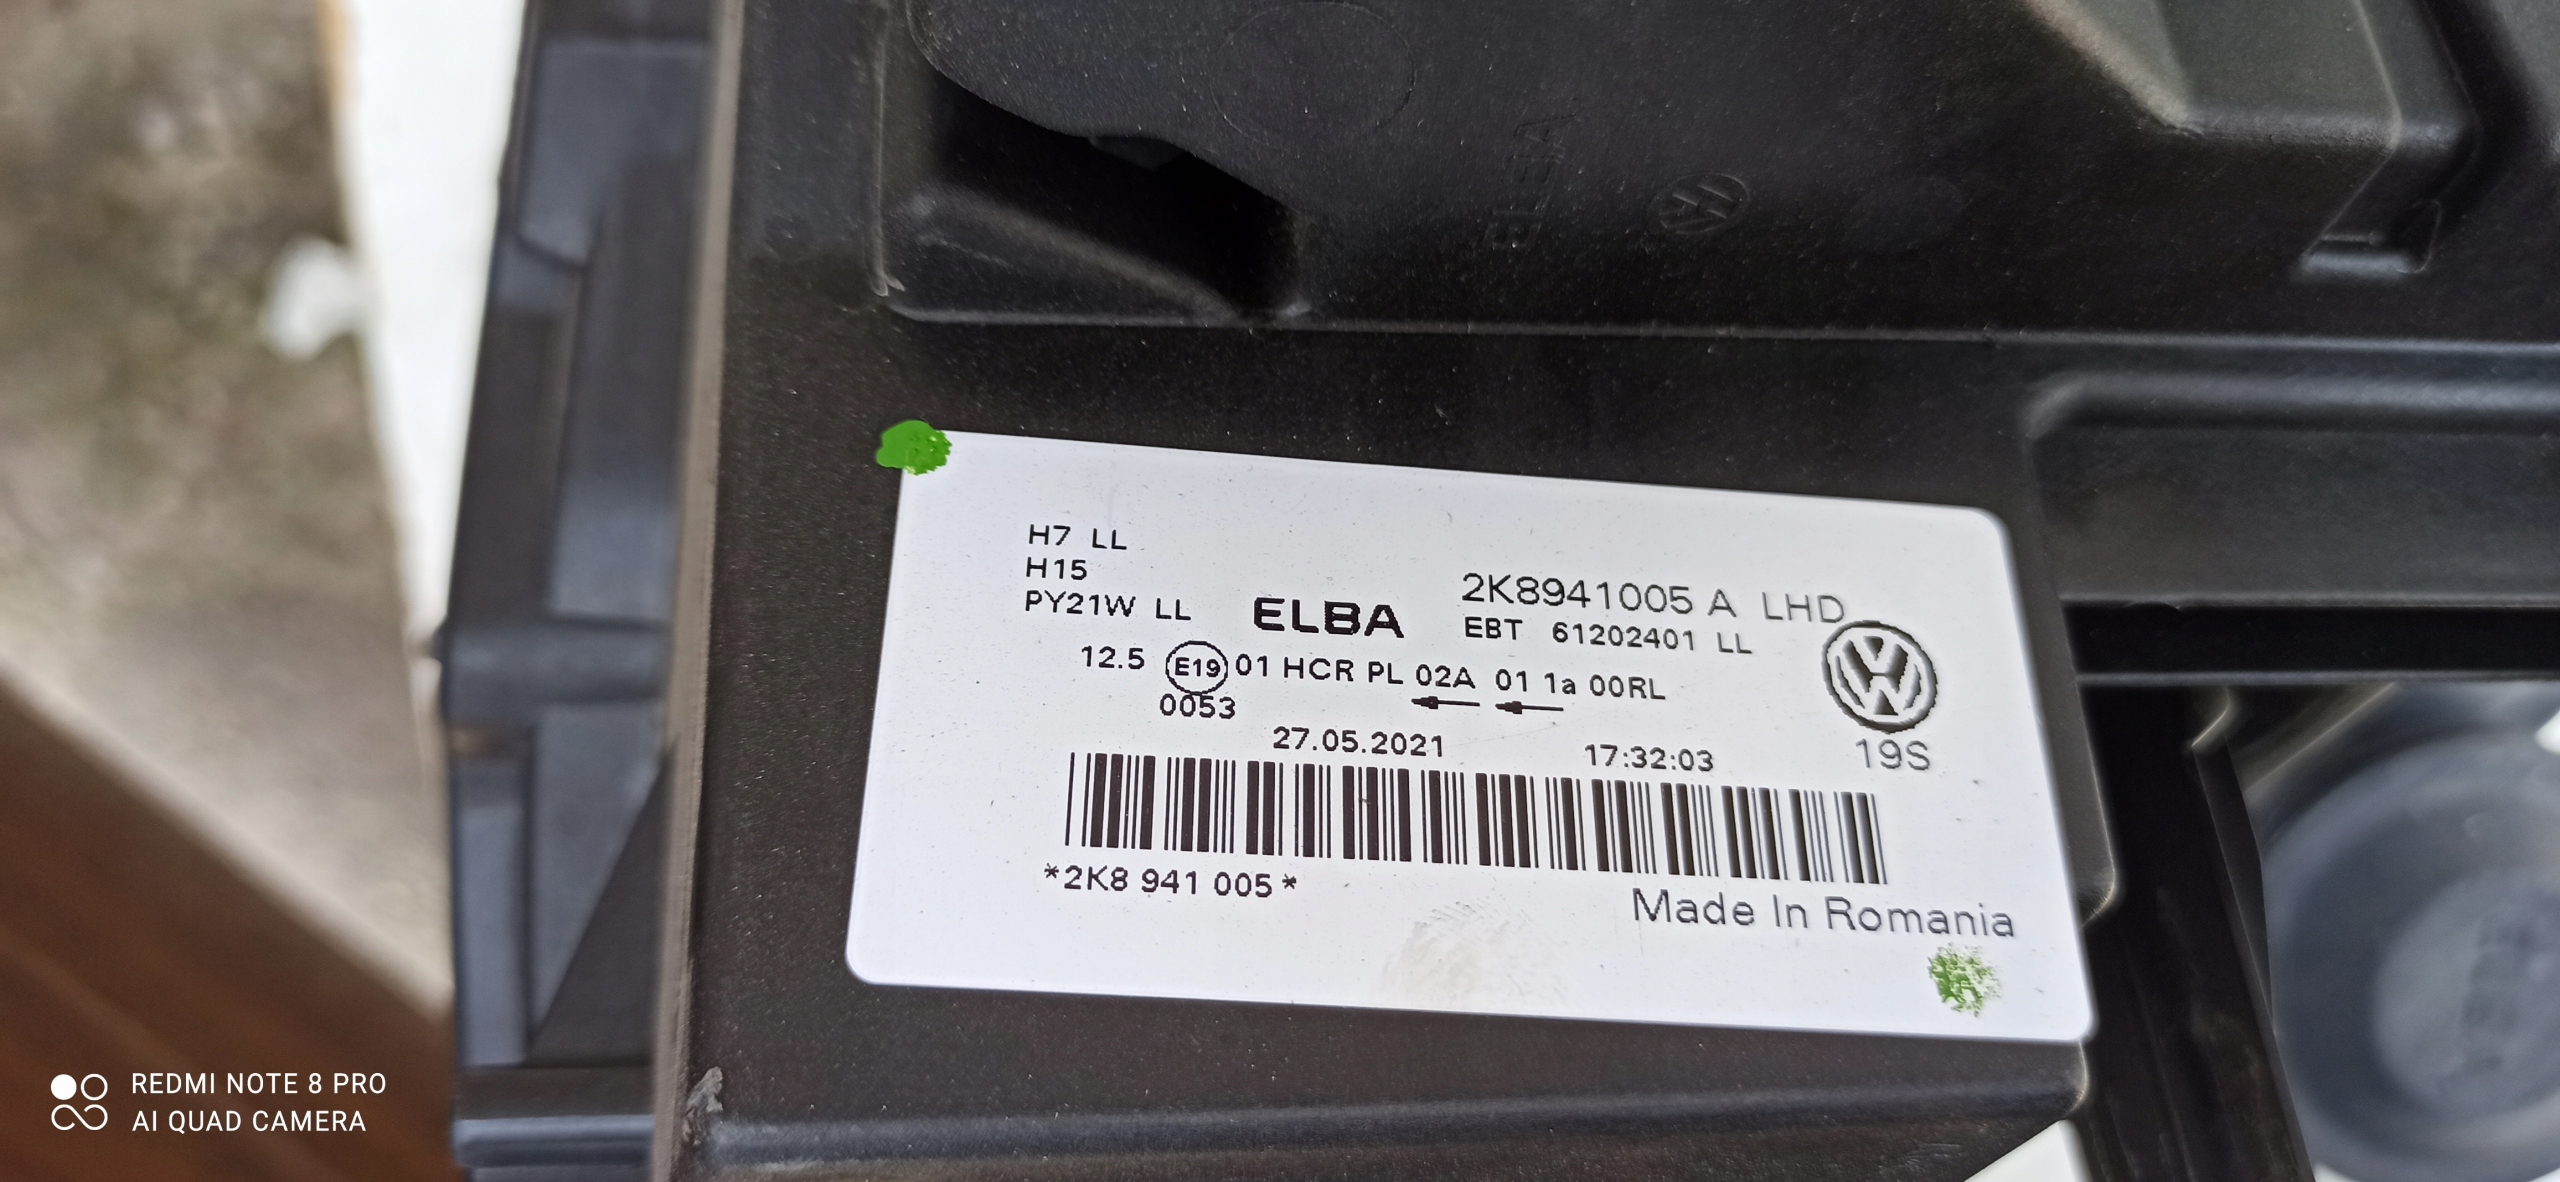 ELBA
H7 LL
H15
PY21W LL
ELBA
2K8941005 A LHD
EBT 61202401 LL
12.5 E19 01 HCR PL 02A 01 1a 00RL
0053
27.05.2021 17:32:03
19S
*2K8 941 005*
Made In Romania
REDMI NOTE 8 PRO
AI QUAD CAMERA